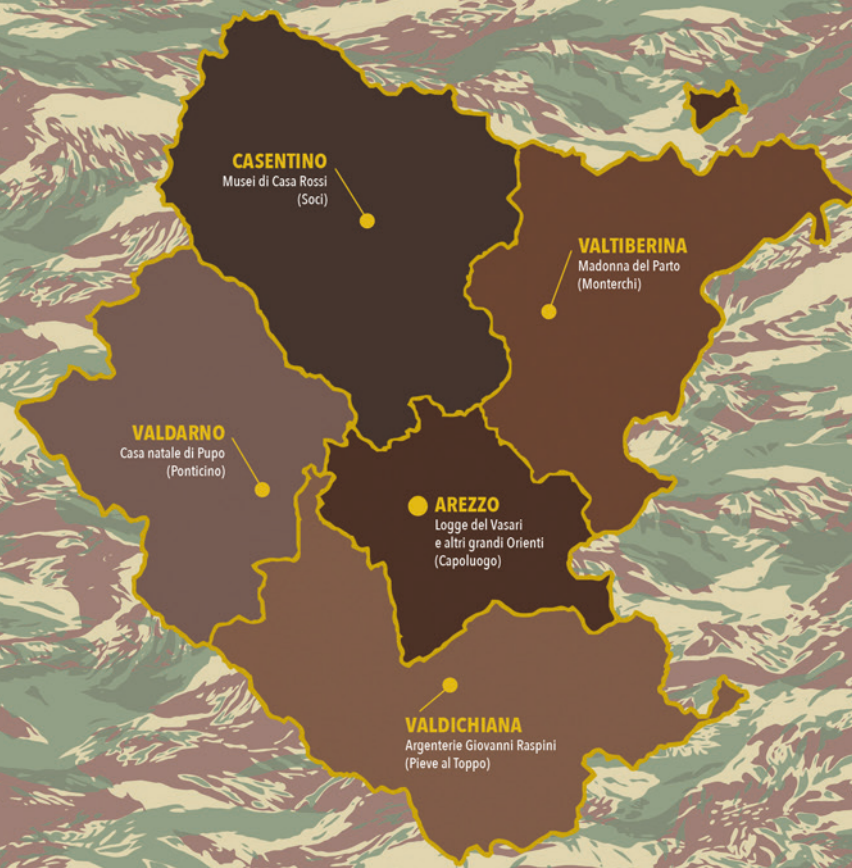 CASENTINO
Musei di Casa Rossi
(Soci)
VALTIBERINA
Madonna del Parto
(Monterchi)
VALDARNO
Casa natale di Pupo
(Ponticino)
AREZZO
Logge del Vasari
e altri grandi Orienti
(Capoluogo)
VALDICHIANA
Argenterie Giovanni Raspini
(Pieve al Toppo)